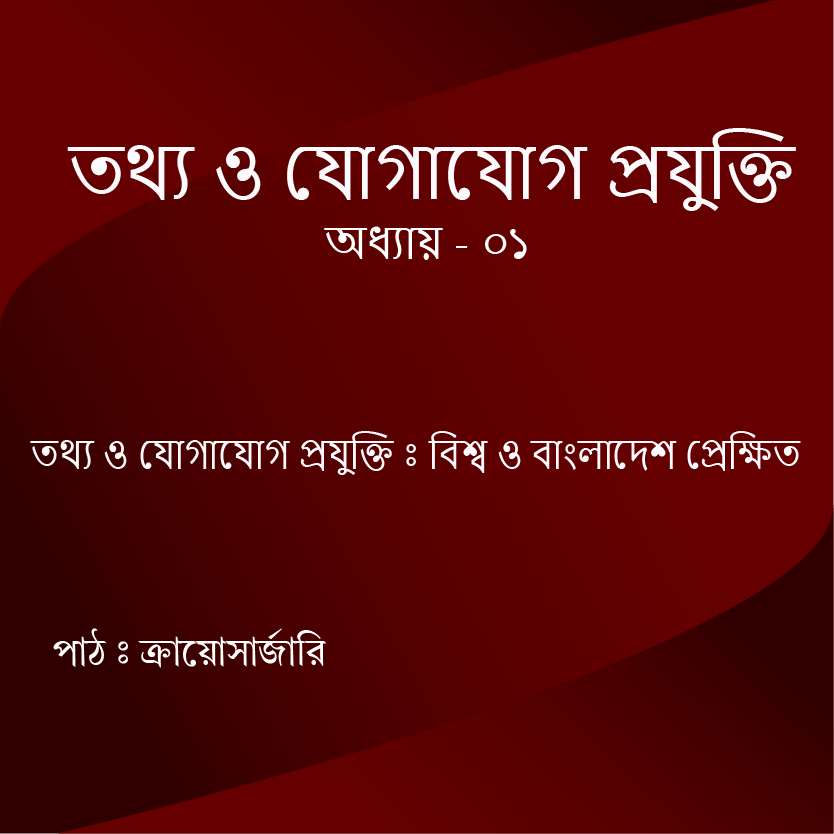 তথ্য ও যোগাযোগ প্রযুক্তি
অধ্যায় - ০১
তথ্য ও যোগাযোগ প্রযুক্তি ঃ বিশ্ব ও বাংলাদেশ প্রেক্ষিত
পাঠ ঃ ক্রায়োসার্জারি